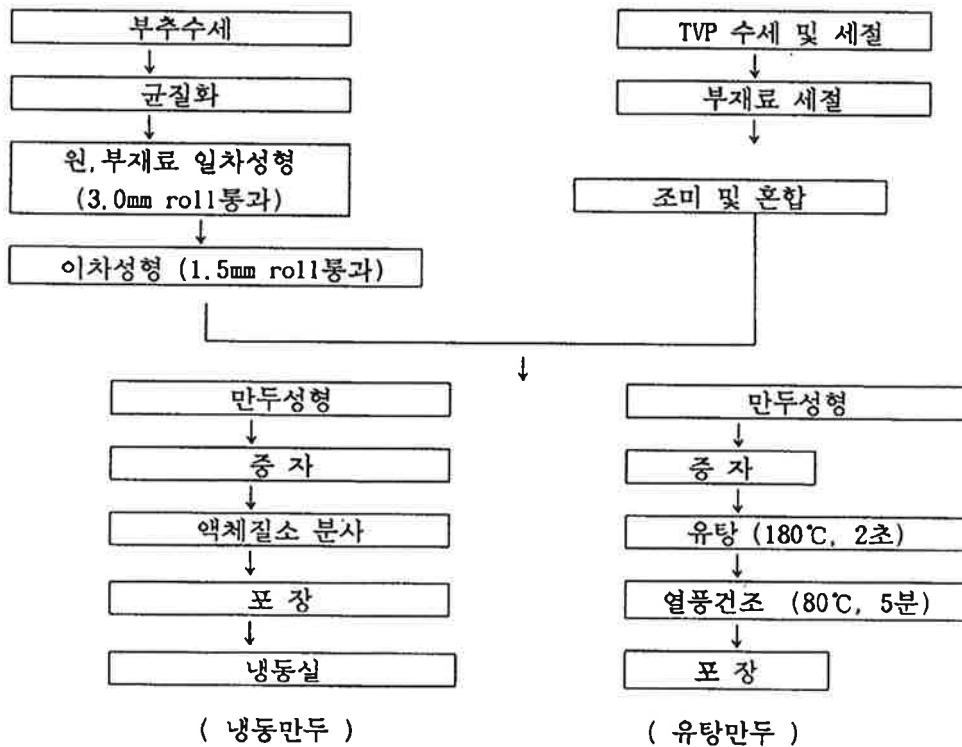 부추수세
균질화
원,부재료 일차성형
(3.0mm roll통과)
이차성형 (1.5mm roll통과)
TVP 수세 및 세절
부재료 세절
조미 및 혼합
만두성형
증 자
액체질소 분사
포 장
냉동실
( 냉동만두 )
만두성형
증 자
유탕 (180℃, 2초)
열풍건조 (80℃, 5분)
포 장
( 유탕만두 )